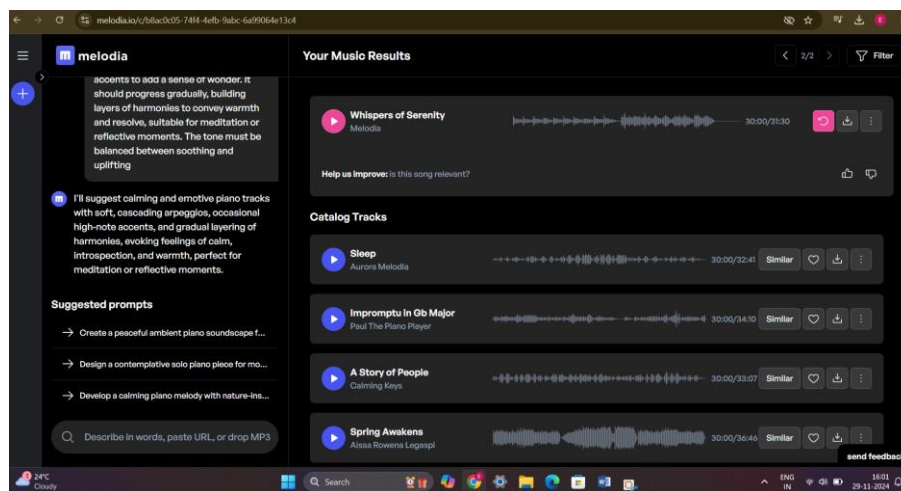 melodia.io/c/b8ac0c05-74f4-4efb-9abc-6a99064e13c4
E
m melodia
Your Music Results
2/2
Filter
accents to add a sense of wonder. It
should progress gradually, building
layers of harmonies to convey warmth
and resolve, suitable for meditation or
reflective moments. The tone must be
balanced between soothing and
uplifting
m I'll suggest calming and emotive piano tracks
with soft, cascading arpeggios, occasional
high-note accents, and gradual layering of
harmonies, evoking feelings of calm,
introspection, and warmth, perfect for
meditation or reflective moments.
Suggested prompts
→ Create a peaceful ambient piano soundscape f...
→ Design a contemplative solo piano piece for mo...
→ Develop a calming piano melody with nature-ins...
Describe in words, paste URL, or drop MP3
Whispers of Serenity
Melodia
30:00/31:30
Help us improve: is this song relevant?
Catalog Tracks
Sleep
Aurora Melodia
30:00/32:41
Similar
Impromptu in Gb Major
Paul The Piano Player
30:00/34:10
Similar
A Story of People
Calming Keys
30:00/33:07
Similar
Spring Awakens
Aissa Rowena Legaspi
30:00/36:46
Similar
send feedbac
24°C
Cloudy
Search
ENG
IN
16:01
29-11-2024